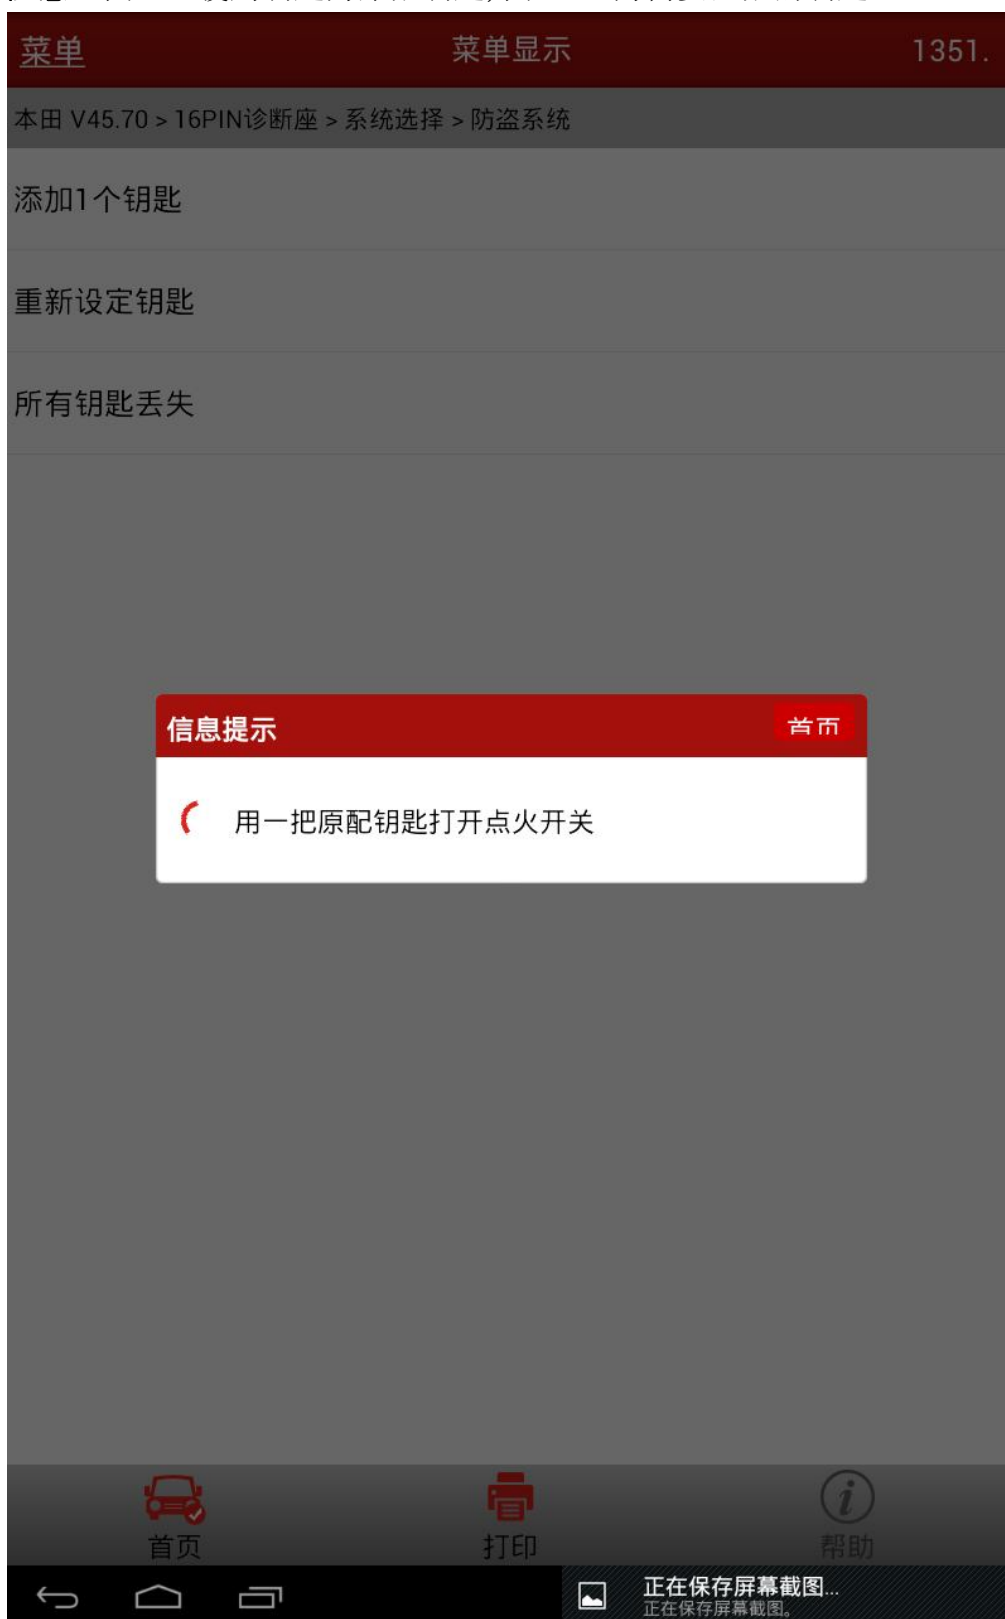 菜单 菜单显示 1351.
本田 V45.70 > 16PIN诊断座 > 系统选择 > 防盗系统
添加1个钥匙
重新设定钥匙
所有钥匙丢失
信息提示 首页
用一把原配钥匙打开点火开关
首页 打印 帮助
正在保存屏幕截图...
正在保存屏幕截图。